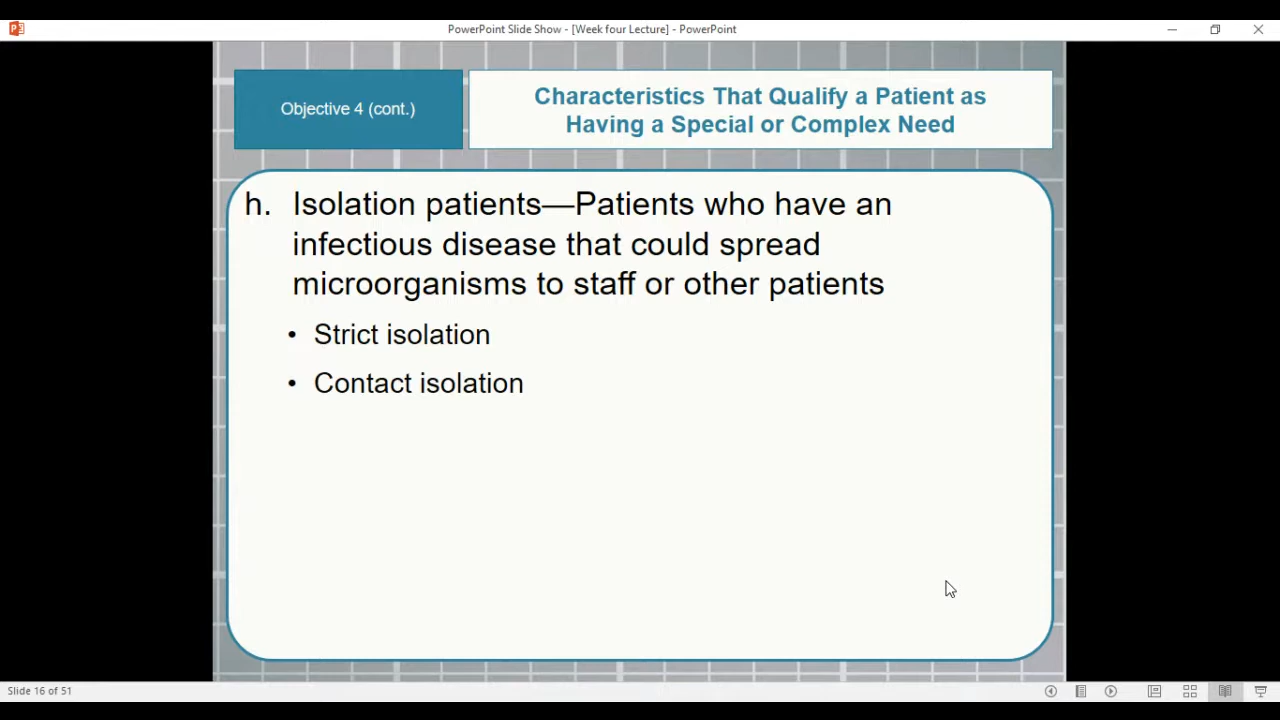 PowerPoint Slide Show - [Week four Lecture] - PowerPoint
Objective 4 (cont.)
Characteristics That Qualify a Patient as
Having a Special or Complex Need
h. Isolation patients—Patients who have an
infectious disease that could spread
microorganisms to staff or other patients
• Strict isolation
• Contact isolation
Slide 16 of 51